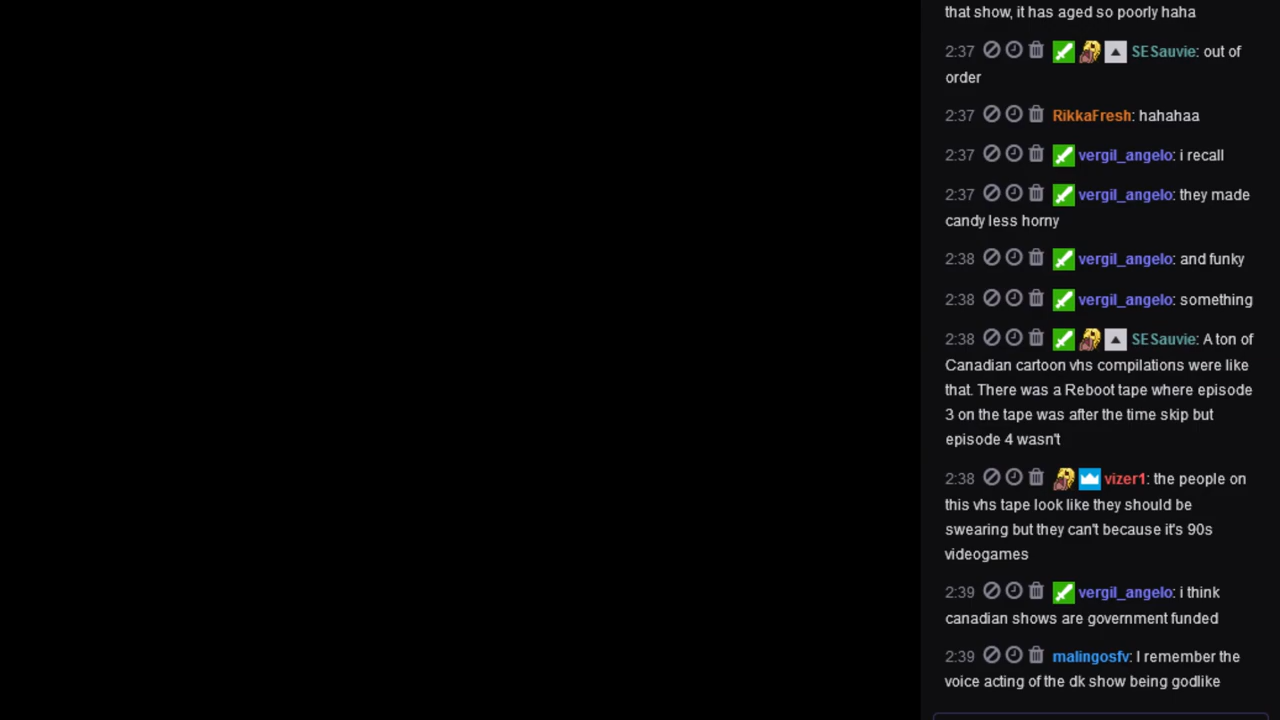 that show, it has aged so poorly haha
2:37 SESauvie: out of
order
2:37 RikkaFresh: hahahaa
2:37 vergil_angelo: i recall
2:37 vergil_angelo: they made
candy less horny
2:38 vergil_angelo: and funky
2:38 vergil_angelo: something
2:38 SESauvie: A ton of
Canadian cartoon vhs compilations were like
that. There was a Reboot tape where episode
3 on the tape was after the time skip but
episode 4 wasn't
2:38 vizer1: the people on
this vhs tape look like they should be
swearing but they can't because it's 90s
videogames
2:39 vergil_angelo: i think
canadian shows are government funded
2:39 malingosfv: I remember the
voice acting of the dk show being godlike